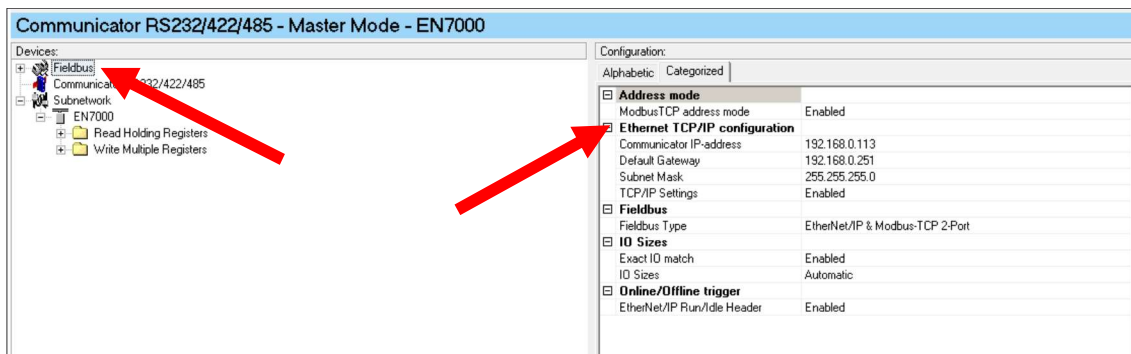 Communicator RS232/422/485 - Master Mode - EN7000
Devices:
Fieldbus
Communicator 232/422/485
Subnetwork
EN7000
Read Holding Registers
Write Multiple Registers
Configuration:
Alphabetic Categorized
Address mode
ModbusTCP address mode Enabled
Ethernet TCP/IP configuration
Communicator IP-address 192.168.0.113
Default Gateway 192.168.0.251
Subnet Mask 255.255.255.0
TCP/IP Settings Enabled
Fieldbus
Fieldbus Type EtherNet/IP & Modbus-TCP 2-Port
IO Sizes
Exact IO match Enabled
IO Sizes Automatic
Online/Offline trigger
EtherNet/IP Run/Idle Header Enabled